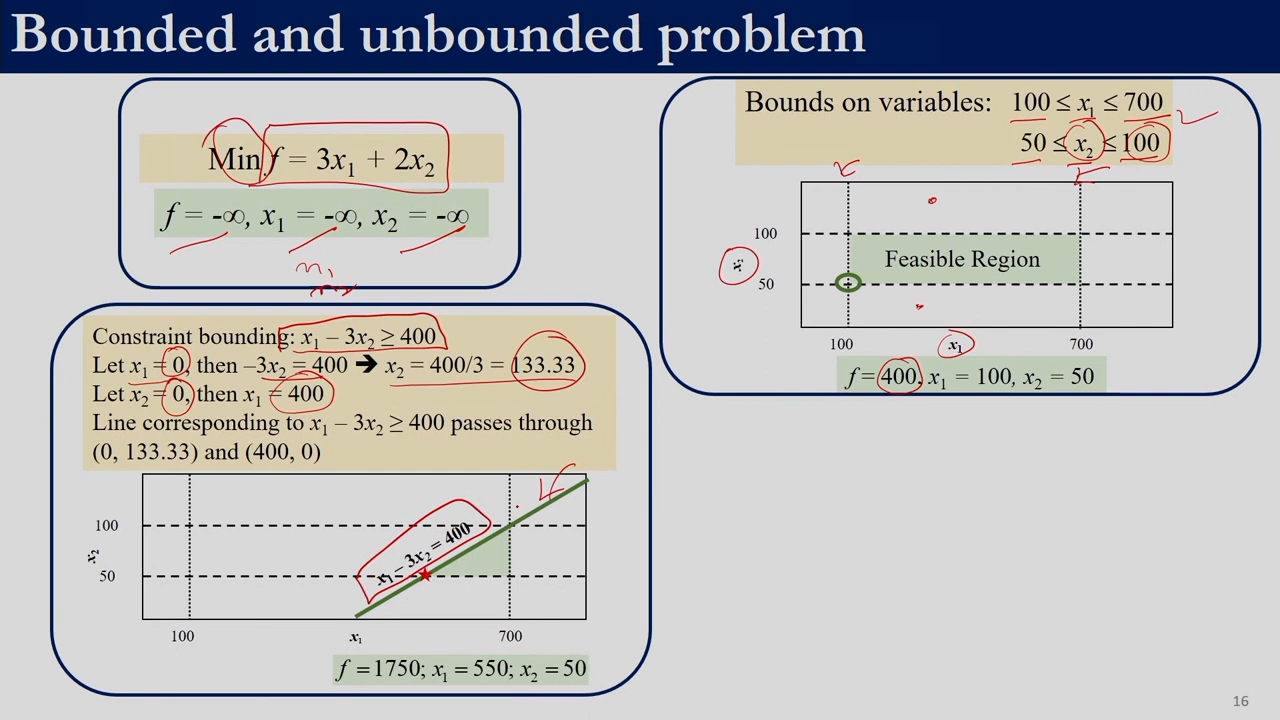 Bounded and unbounded problem
Min f = 3x₁ + 2x₂
f = -∞, x₁ = -∞, x₂ = -∞
Bounds on variables: 100 ≤ x₁ ≤ 700
50 ≤ x₂ ≤ 100
100
Feasible Region
50
100 x₁ 700
f = 400, x₁ = 100, x₂ = 50
Constraint bounding: x₁ – 3x₂ ≥ 400
Let x₁ = 0, then –3x₂ = 400 ➔ x₂ = 400/3 = 133.33
Let x₂ = 0, then x₁ = 400
Line corresponding to x₁ – 3x₂ ≥ 400 passes through
(0, 133.33) and (400, 0)
100
x₂
50
x₁ – 3x₂ = 400
100 x₁ 700
f = 1750; x₁ = 550; x₂ = 50
16